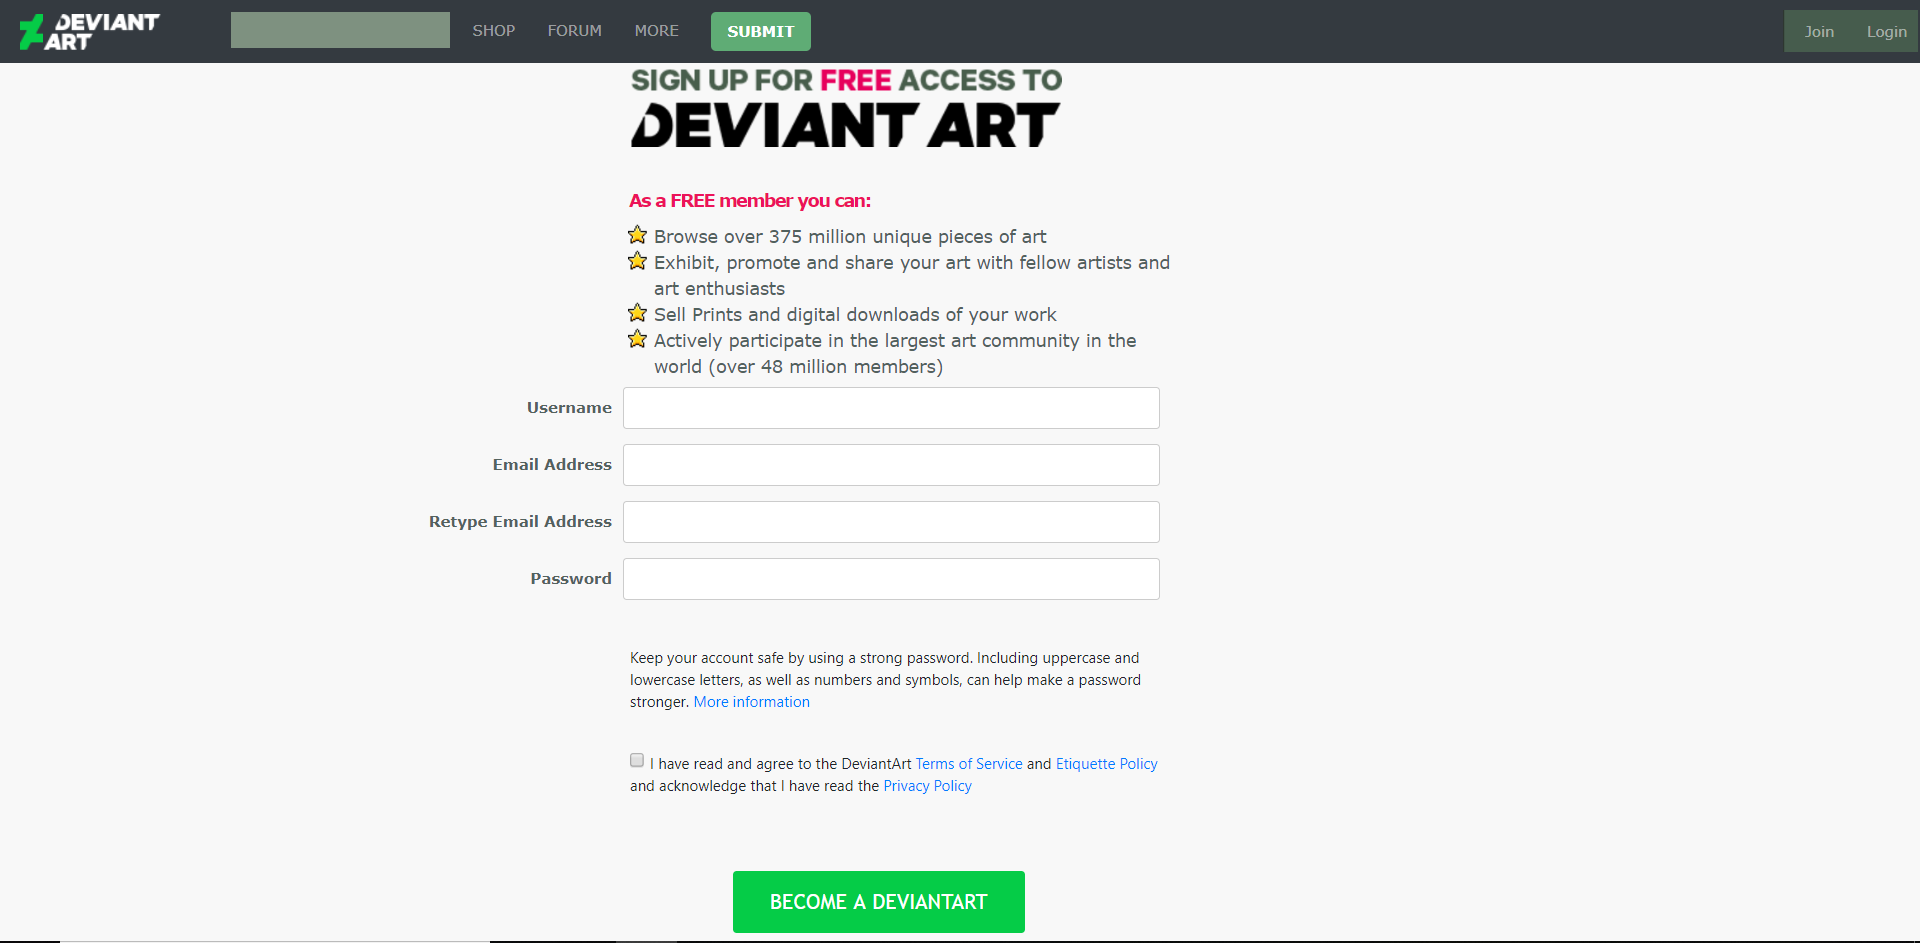 DEVIANT ART
SHOP FORUM MORE SUBMIT Join Login
SIGN UP FOR FREE ACCESS TO
DEVIANT ART
As a FREE member you can:
Browse over 375 million unique pieces of art
Exhibit, promote and share your art with fellow artists and
art enthusiasts
Sell Prints and digital downloads of your work
Actively participate in the largest art community in the
world (over 48 million members)
Username
Email Address
Retype Email Address
Password
Keep your account safe by using a strong password. Including uppercase and
lowercase letters, as well as numbers and symbols, can help make a password
stronger. More information
I have read and agree to the DeviantArt Terms of Service and Etiquette Policy
and acknowledge that I have read the Privacy Policy
BECOME A DEVIANTART